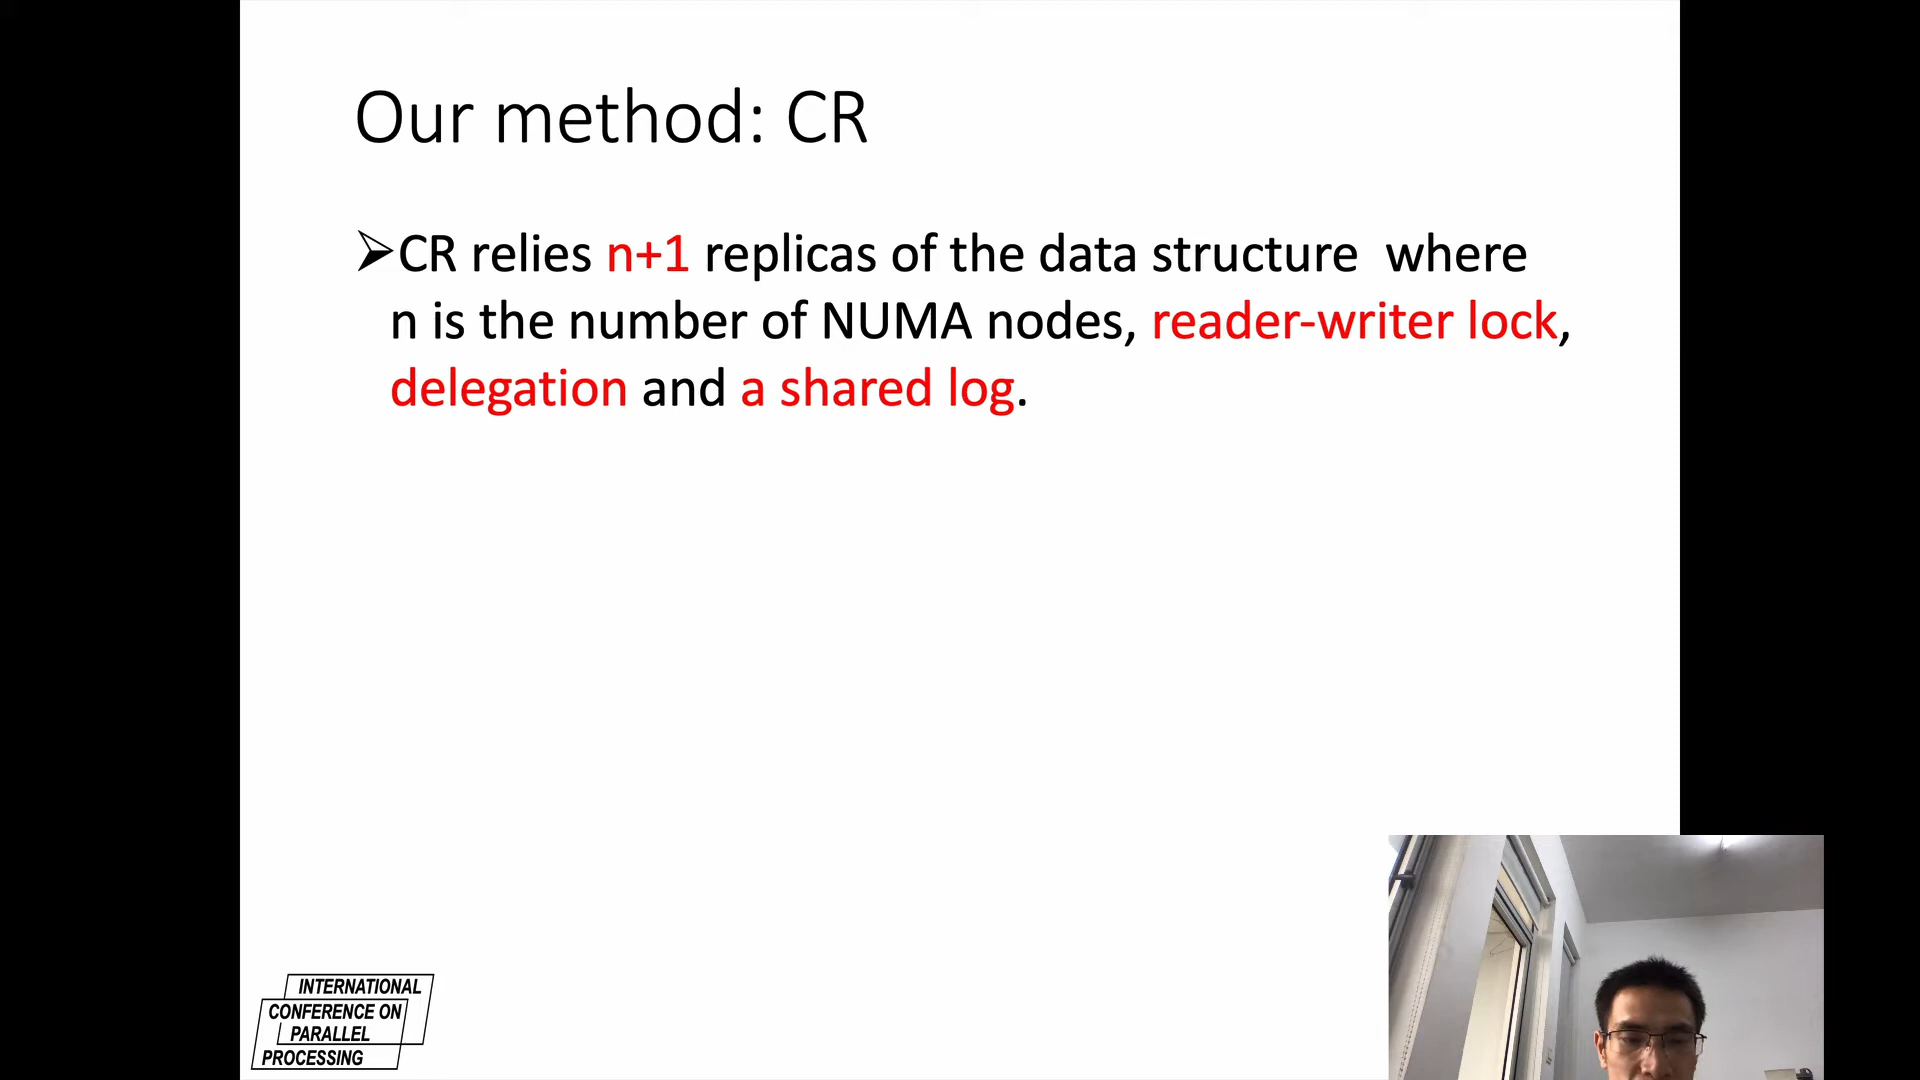 Our method: CR
➢CR relies n+1 replicas of the data structure  where
n is the number of NUMA nodes, reader-writer lock,
delegation and a shared log.
INTERNATIONAL
CONFERENCE ON
PARALLEL
PROCESSING